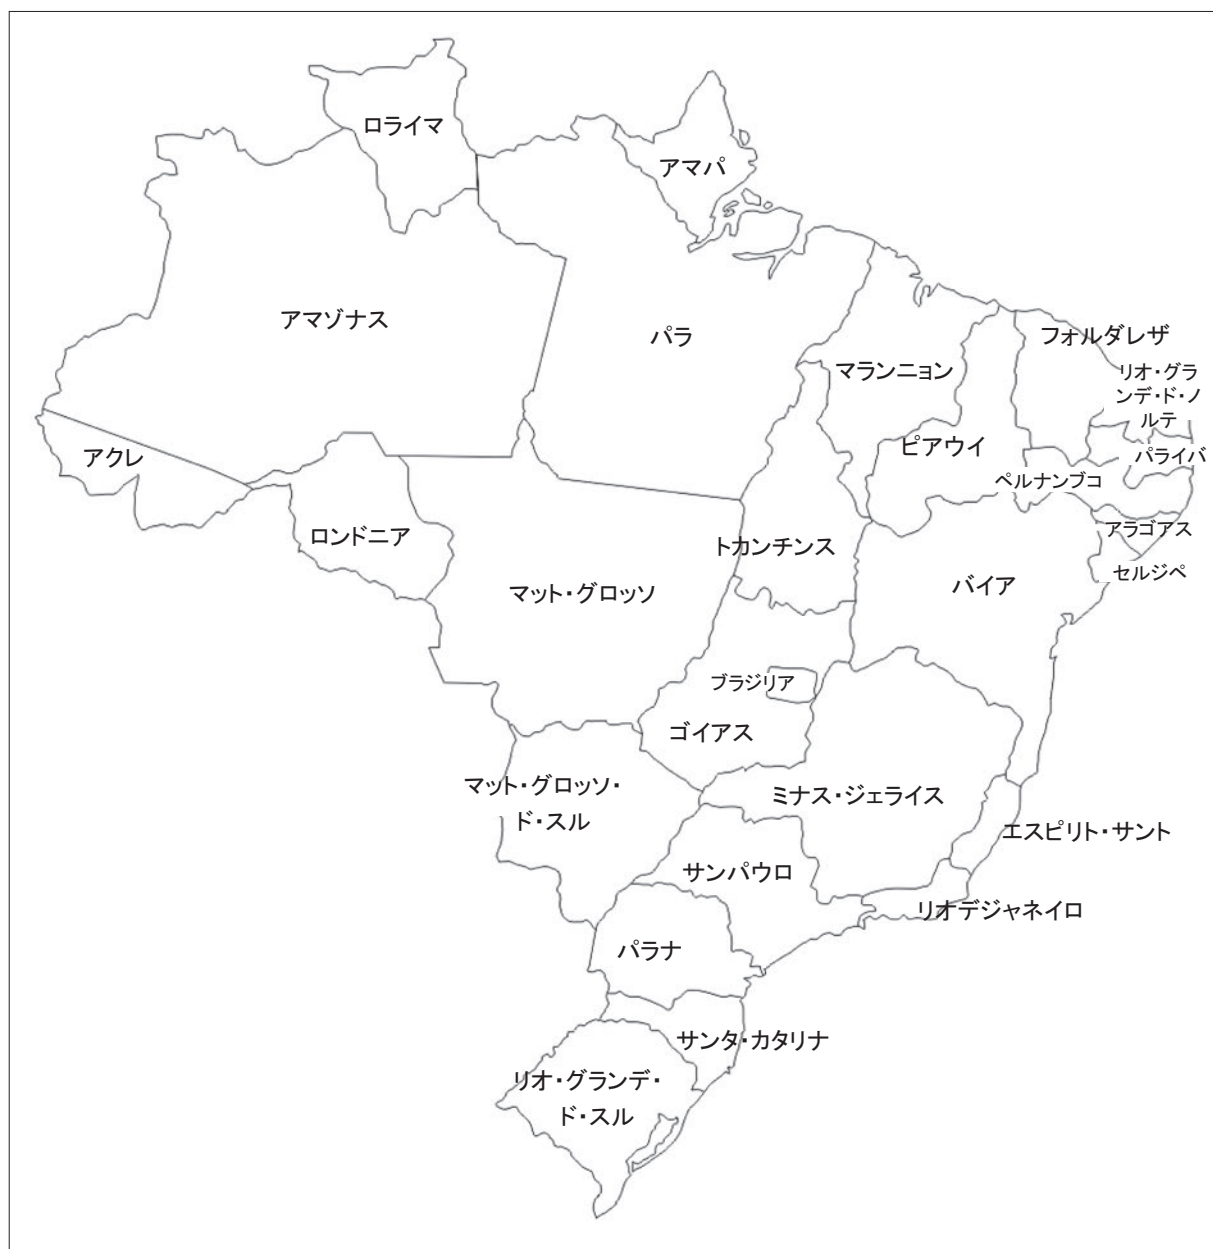 ロライマ
アマパ
アマゾナス
パラ
フォルダレザ
マランニョン
リオ・グラ
ンデ・ド・ノ
ルテ
ピアウイ
アクレ
パライバ
ペルナンブコ
ロンドニア
トカンチンス
アラゴアス
マット・グロッソ
バイア
セルジペ
ブラジリア
ゴイアス
マット・グロッソ・
ド・スル
ミナス・ジェライス
エスピリト・サント
サンパウロ
リオデジャネイロ
パラナ
サンタ・カタリナ
リオ・グランデ・
ド・スル